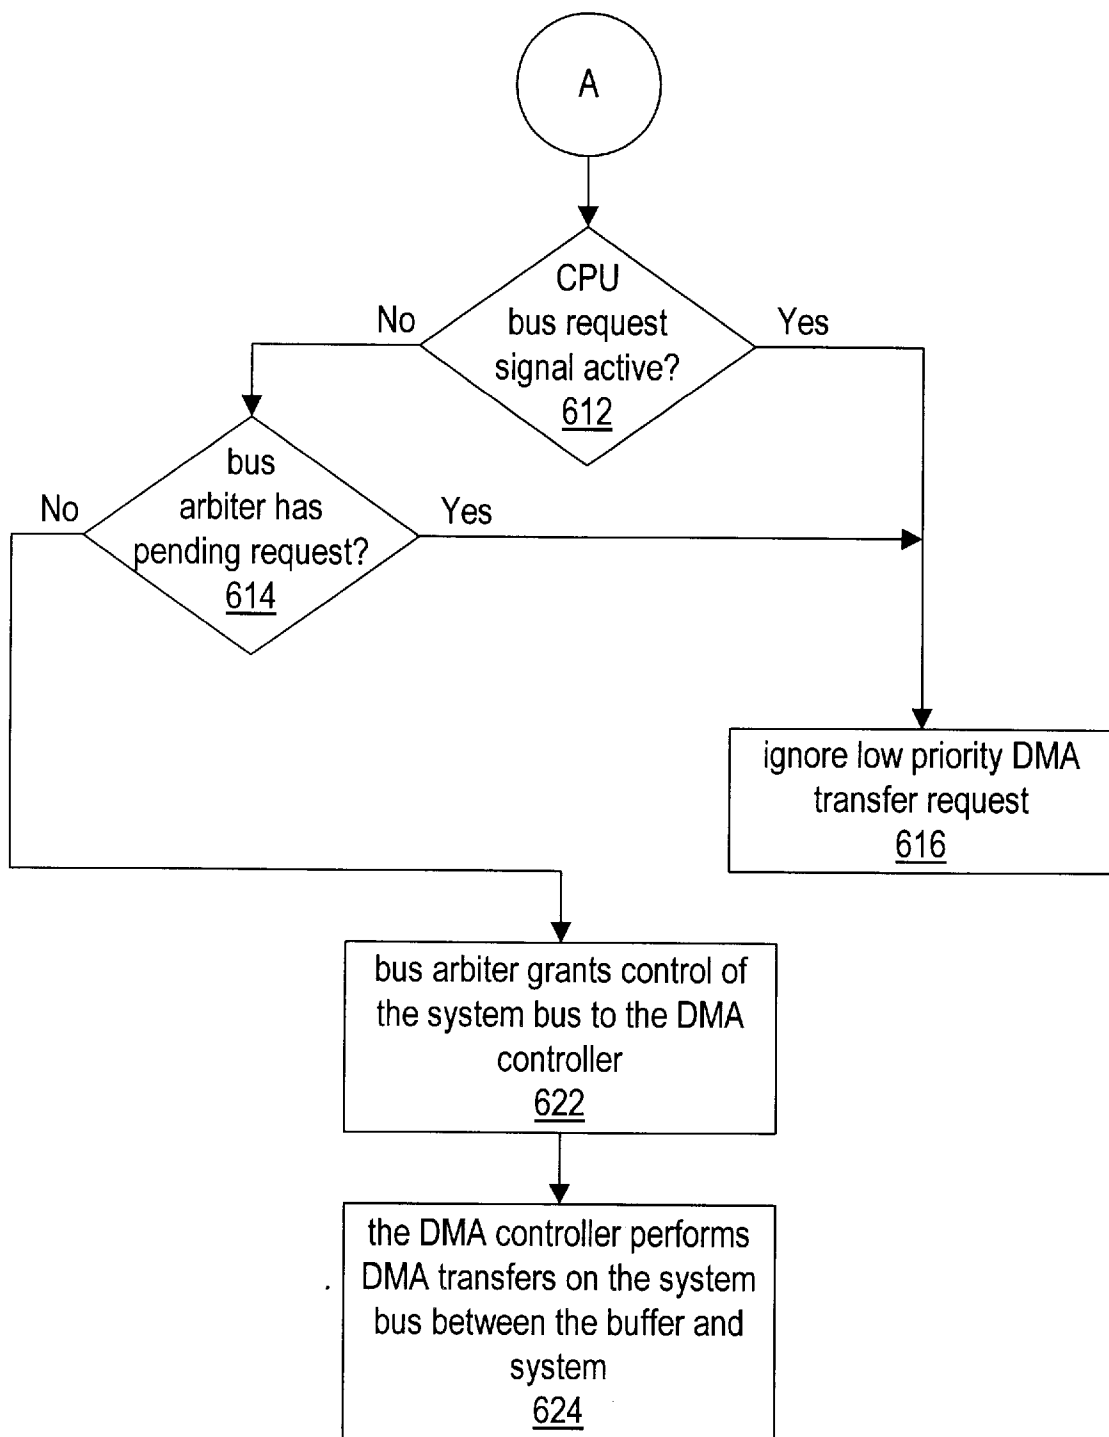 A
CPU
bus request
signal active?
612
No
Yes
bus
arbiter has
pending request?
614
No
Yes
ignore low priority DMA
transfer request
616
bus arbiter grants control of
the system bus to the DMA
controller
622
the DMA controller performs
DMA transfers on the system
bus between the buffer and
system
624